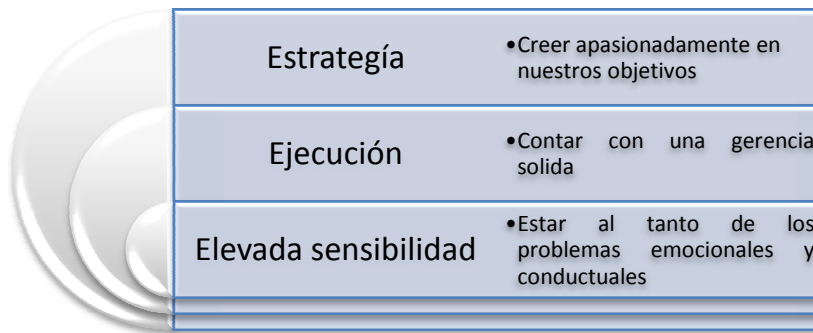 Estrategía
•Creer apasionadamente en
nuestros objetivos
Ejecución
•Contar con una gerencia
solida
Elevada sensibilidad
•Estar al tanto de los
problemas emocionales y
conductuales